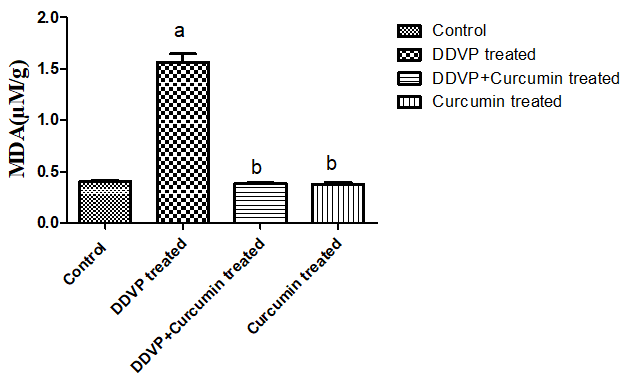 MDA(µM/g)
2.0
1.5
1.0
0.5
0.0
a
b
b
Control
DDVP treated
DDVP+Curcumin treated
Curcumin treated
Control
DDVP treated
DDVP+Curcumin treated
Curcumin treated